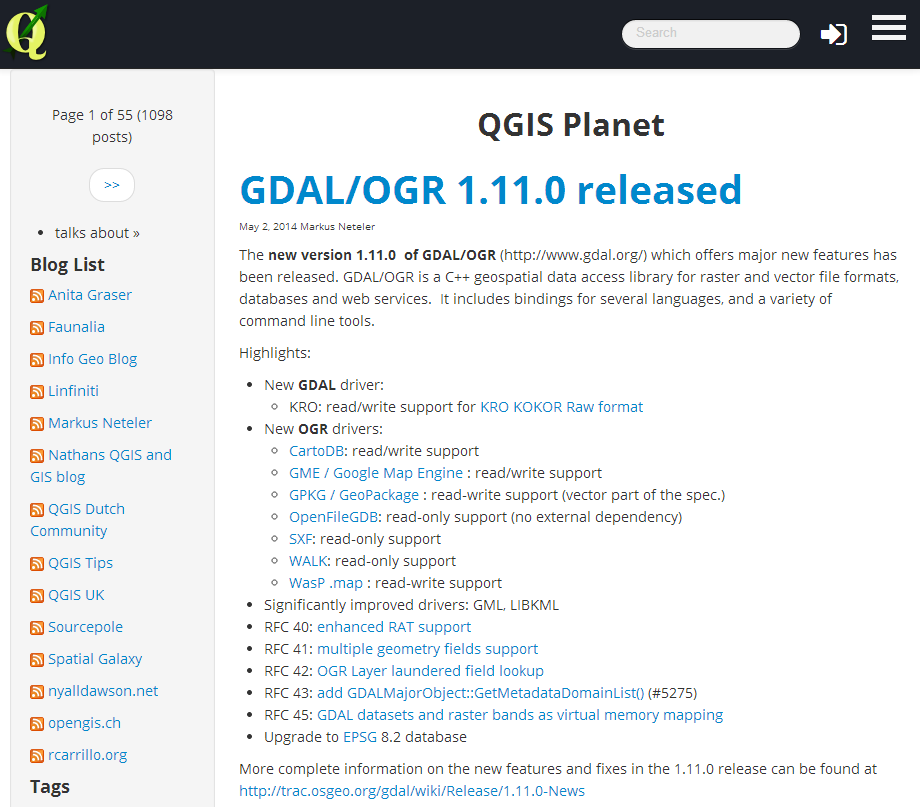 Search
Page 1 of 55 (1098
posts)
>>
talks about »
Blog List
Anita Graser
Faunalia
Info Geo Blog
Linfiniti
Markus Neteler
Nathans QGIS and
GIS blog
QGIS Dutch
Community
QGIS Tips
QGIS UK
Sourcepole
Spatial Galaxy
nyalldawson.net
opengis.ch
rcarrillo.org
Tags
QGIS Planet
GDAL/OGR 1.11.0 released
May 2, 2014 Markus Neteler
The new version 1.11.0 of GDAL/OGR (http://www.gdal.org/) which offers major new features has
been released. GDAL/OGR is a C++ geospatial data access library for raster and vector file formats,
databases and web services. It includes bindings for several languages, and a variety of
command line tools.
Highlights:
New GDAL driver:
KRO: read/write support for KRO KOKOR Raw format
New OGR drivers:
CartoDB: read/write support
GME / Google Map Engine : read/write support
GPKG / GeoPackage : read-write support (vector part of the spec.)
OpenFileGDB: read-only support (no external dependency)
SXF: read-only support
WALK: read-only support
WasP .map : read-write support
Significantly improved drivers: GML, LIBKML
RFC 40: enhanced RAT support
RFC 41: multiple geometry fields support
RFC 42: OGR Layer laundered field lookup
RFC 43: add GDALMajorObject::GetMetadataDomainList() (#5275)
RFC 45: GDAL datasets and raster bands as virtual memory mapping
Upgrade to EPSG 8.2 database
More complete information on the new features and fixes in the 1.11.0 release can be found at
http://trac.osgeo.org/gdal/wiki/Release/1.11.0-News